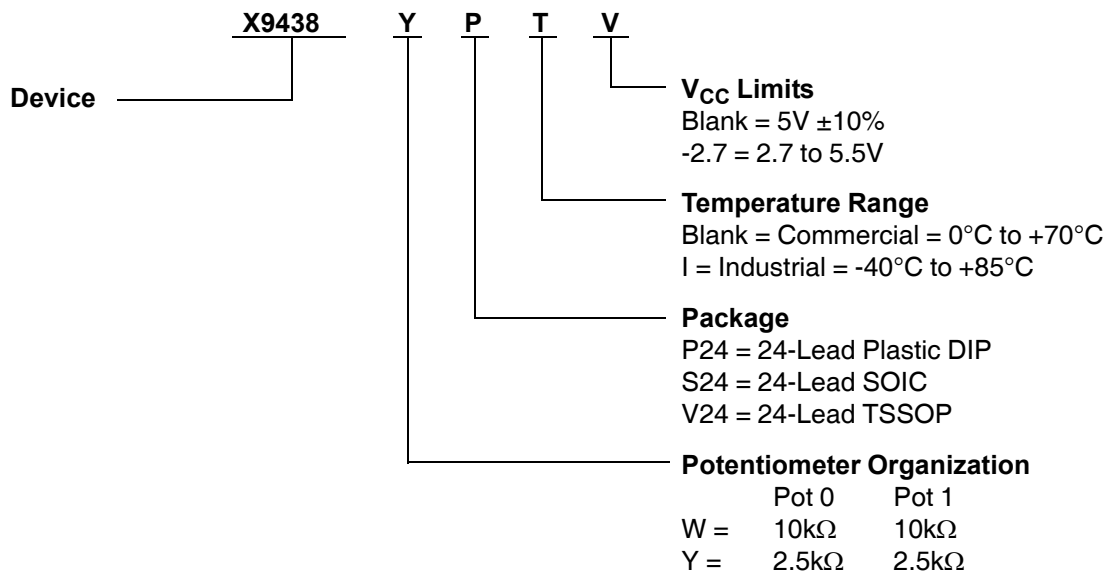 X9438 Y P T V
Device
VCC Limits
Blank = 5V ±10%
-2.7 = 2.7 to 5.5V
Temperature Range
Blank = Commercial = 0°C to +70°C
I = Industrial = -40°C to +85°C
Package
P24 = 24-Lead Plastic DIP
S24 = 24-Lead SOIC
V24 = 24-Lead TSSOP
Potentiometer Organization
Pot 0 Pot 1
W = 10kΩ 10kΩ
Y = 2.5kΩ 2.5kΩ